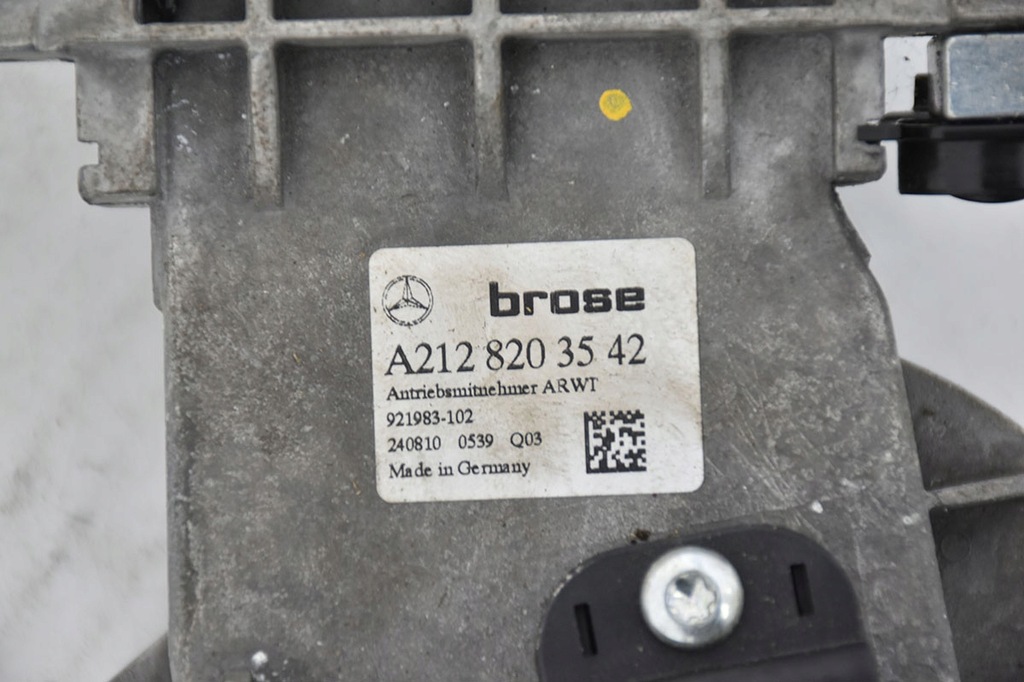 brose
A212 820 35 42
Antriebsmitnehmer ARWT
921983-102
240810 0539 Q03
Made in Germany